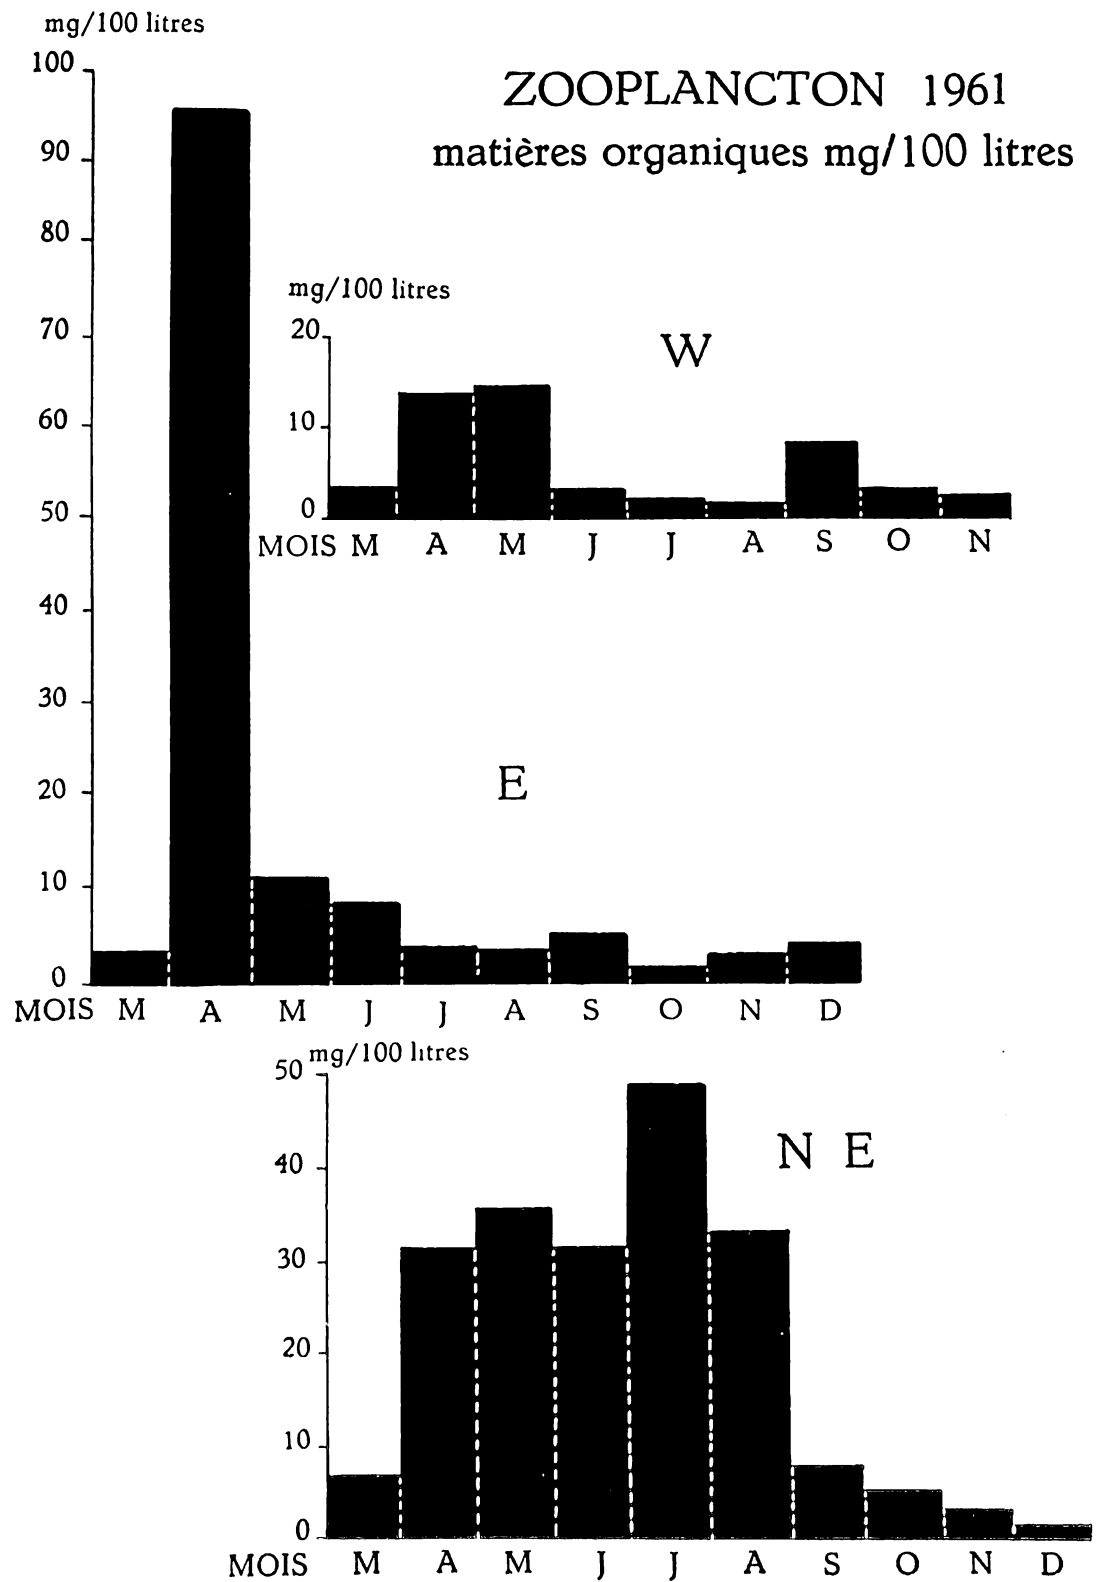 mg/100 litres
ZOOPLANCTON 1961
matières organiques mg/100 litres
100
90
80
70
60
50
40
30
20
10
0
E
MOIS M A M J J A S O N D
mg/100 litres
W
20
10
0
MOIS M A M J J A S O N
mg/100 litres
N E
50
40
30
20
10
0
MOIS M A M J J A S O N D